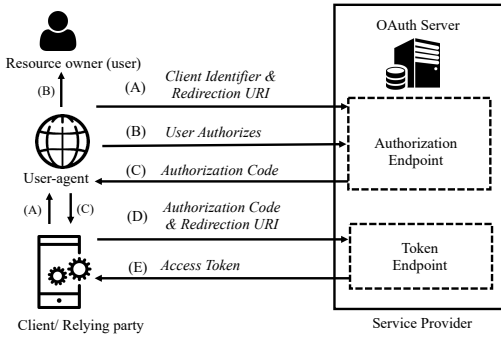 OAuth Server
Resource owner (user)
(B)
(A) Client Identifier &
Redirection URI
(B) User Authorizes
Authorization
Endpoint
(C) Authorization Code
User-agent
(A)
(C)
(D) Authorization Code
& Redirection URI
Token
Endpoint
(E) Access Token
Client/ Relying party
Service Provider